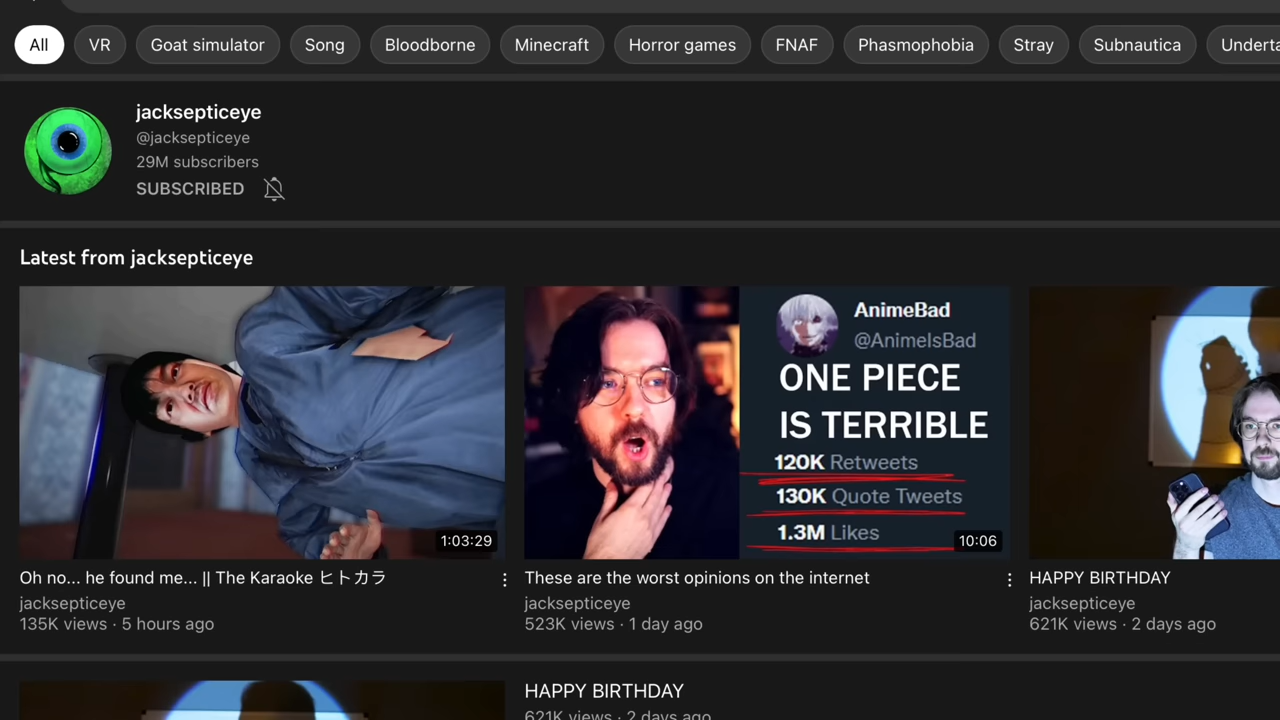 All VR Goat simulator Song Bloodborne Minecraft Horror games FNAF Phasmophobia Stray Subnautica Underta
jacksepticeye
@jacksepticeye
29M subscribers
SUBSCRIBED
Latest from jacksepticeye
AnimeBad
@AnimeIsBad
ONE PIECE
IS TERRIBLE
120K Retweets
130K Quote Tweets
1.3M Likes
1:03:29
10:06
Oh no... he found me... || The Karaoke ヒトカラ
jacksepticeye
135K views · 5 hours ago
These are the worst opinions on the internet
jacksepticeye
523K views · 1 day ago
HAPPY BIRTHDAY
jacksepticeye
621K views · 2 days ago
HAPPY BIRTHDAY
621K views · 2 days ago